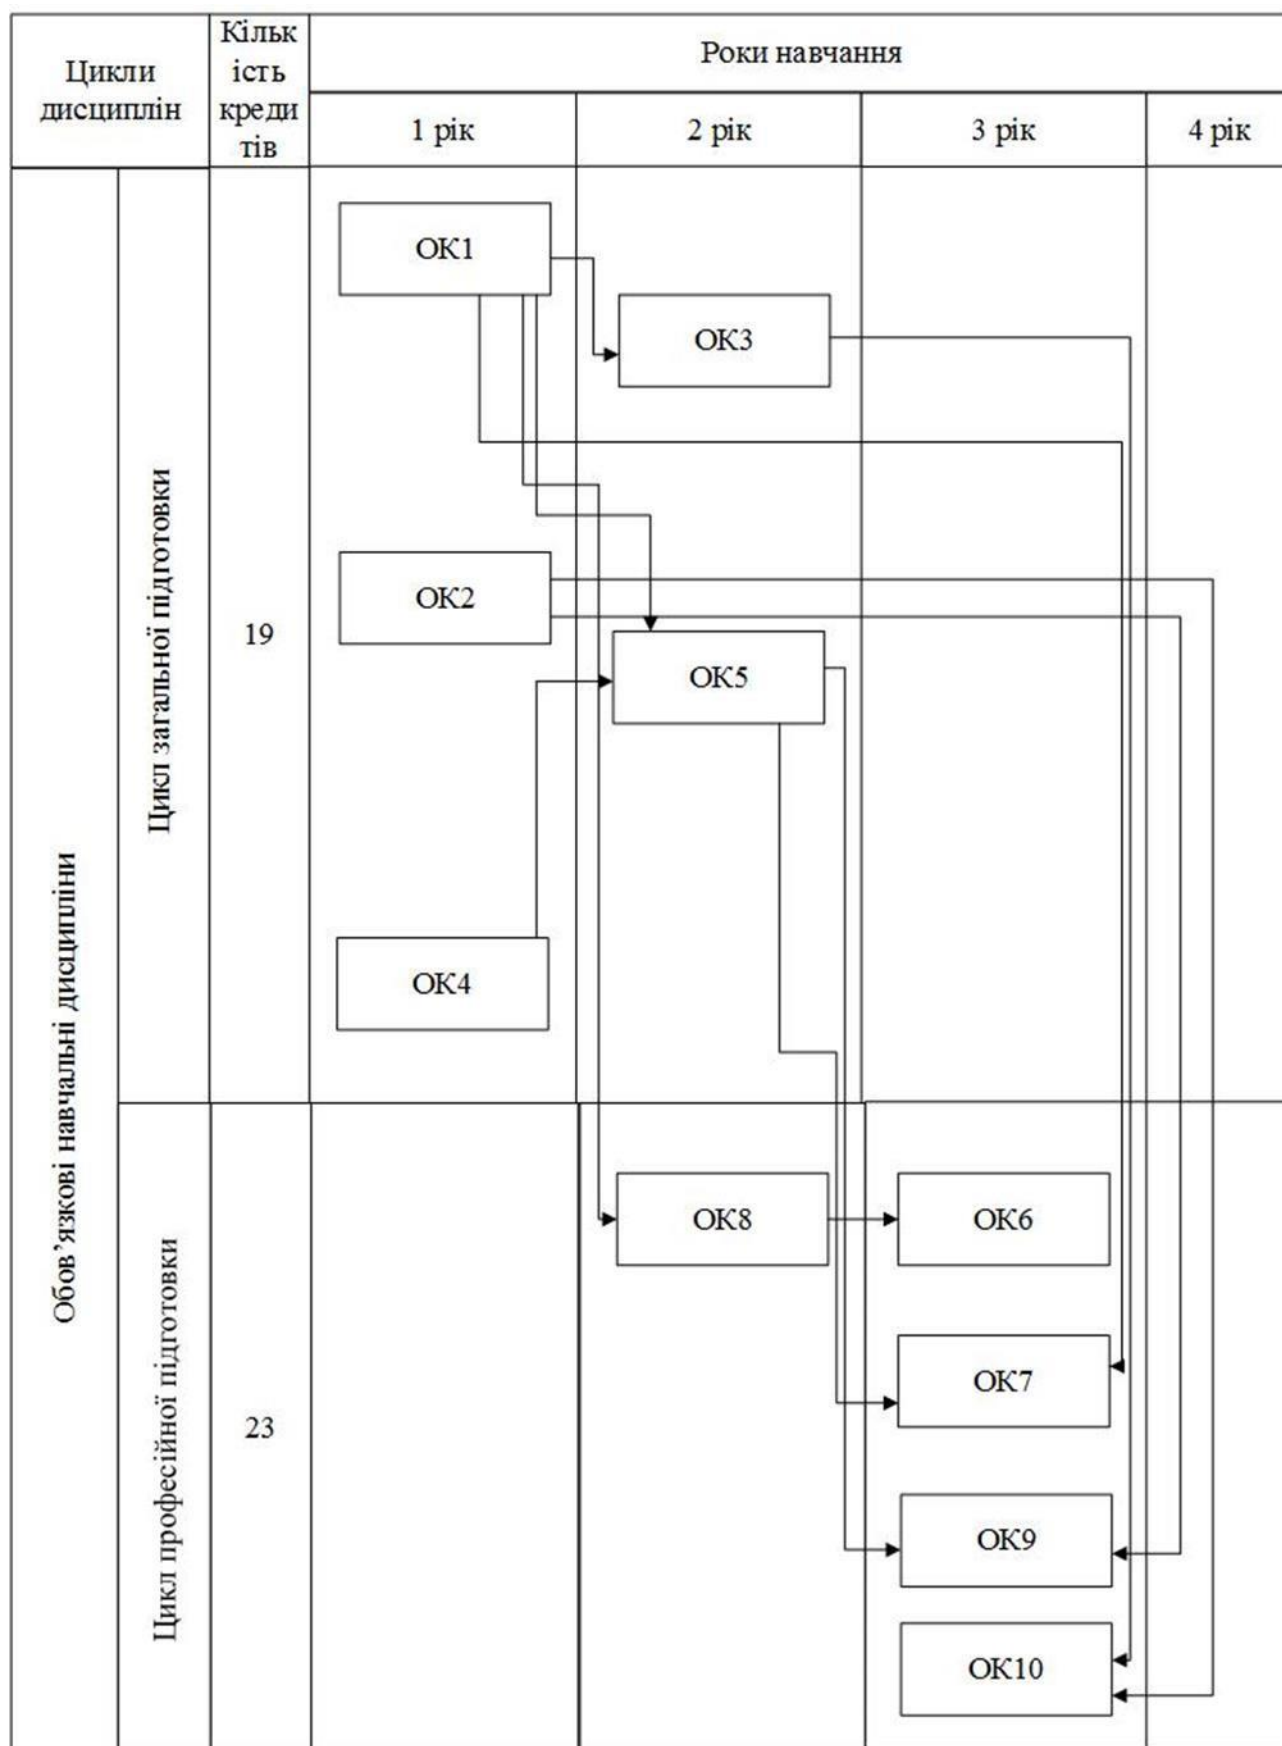 Цикли
дисциплін
Кільк
ість
креди
тів
Роки навчання
1 рік
2 рік
3 рік
4 рік
Обов’язкові навчальні дисципліни
Цикл загальної підготовки
19
ОК1
ОК3
ОК2
ОК5
ОК4
Цикл професійної підготовки
23
ОК8
ОК6
ОК7
ОК9
ОК10